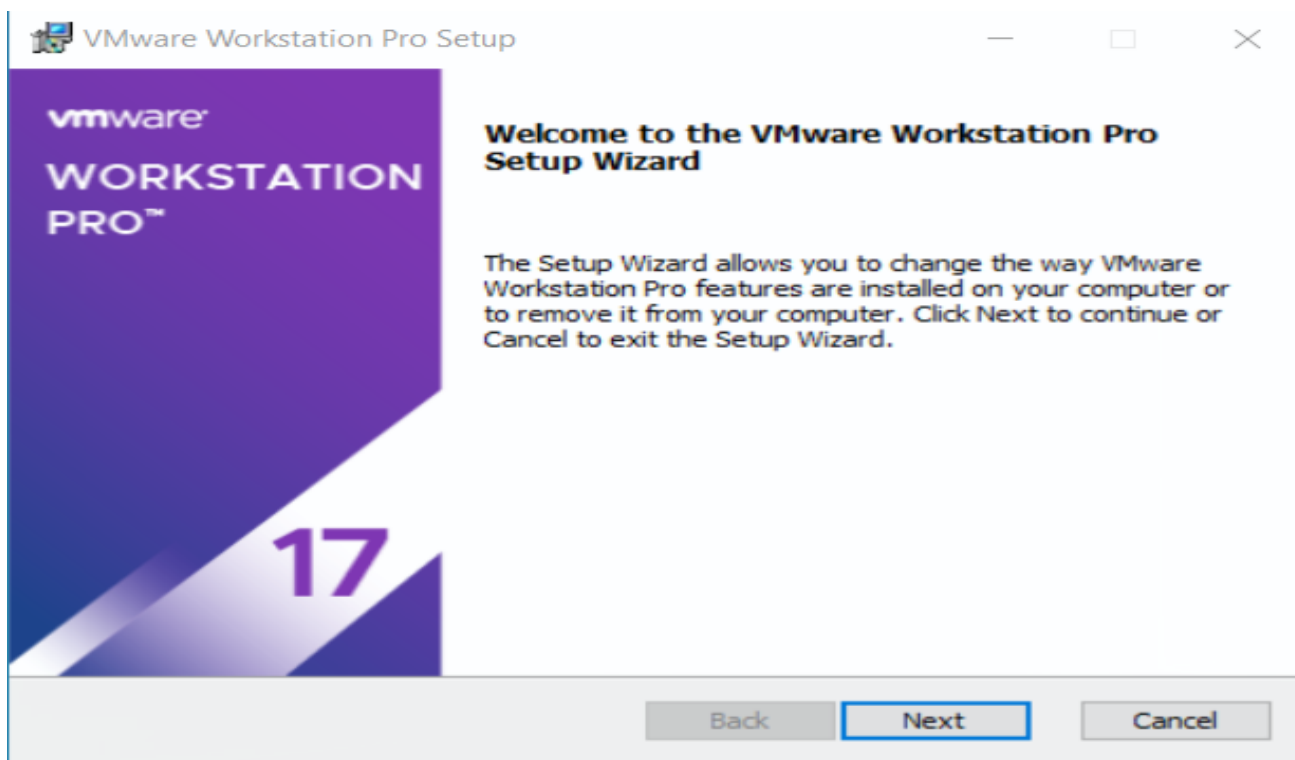 VMware Workstation Pro Setup
vmware®
WORKSTATION
PRO™
Welcome to the VMware Workstation Pro
Setup Wizard
The Setup Wizard allows you to change the way VMware
Workstation Pro features are installed on your computer or
to remove it from your computer. Click Next to continue or
Cancel to exit the Setup Wizard.
17
Back Next Cancel